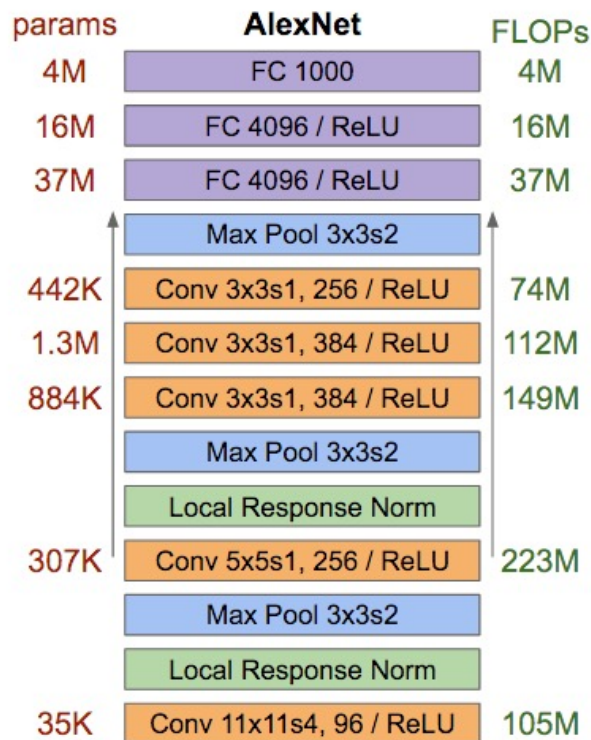 params AlexNet FLOPs
4M FC 1000 4M
16M FC 4096 / ReLU 16M
37M FC 4096 / ReLU 37M
Max Pool 3x3s2
442K Conv 3x3s1, 256 / ReLU 74M
1.3M Conv 3x3s1, 384 / ReLU 112M
884K Conv 3x3s1, 384 / ReLU 149M
Max Pool 3x3s2
Local Response Norm
307K Conv 5x5s1, 256 / ReLU 223M
Max Pool 3x3s2
Local Response Norm
35K Conv 11x11s4, 96 / ReLU 105M